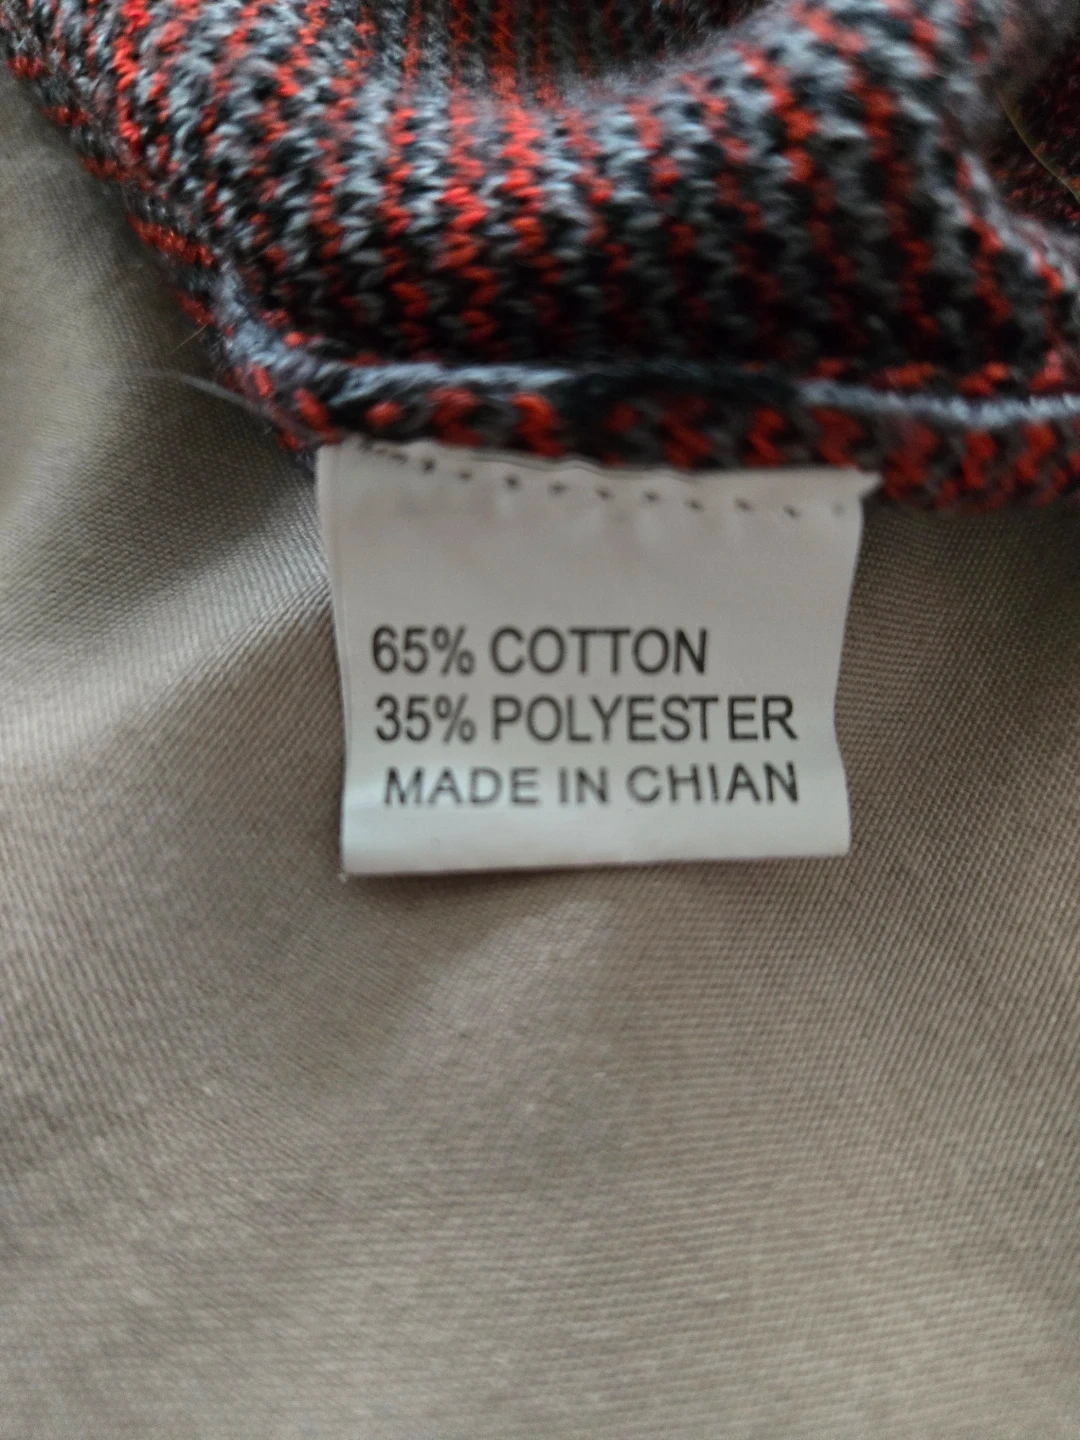 65% COTTON
35% POLYESTER
MADE IN CHIAN